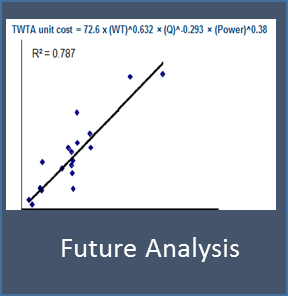 TWTA unit cost = 72.6 x (WT)^0.632 × (Q)^-0.293 × (Power)^0.38
R² = 0.787
Future Analysis